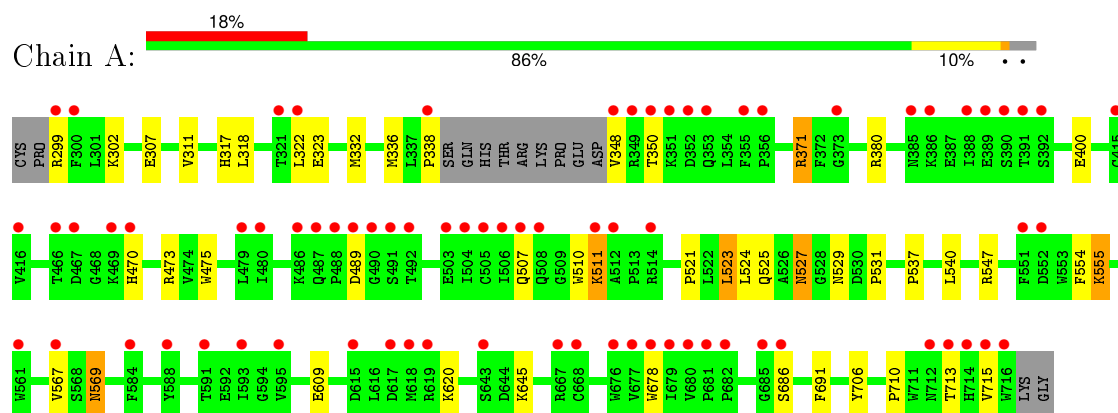 18%
Chain A:
86% 10% • •
CYS PRO R299 F300 L301 K302 E307 V311 H317 L318 T321 L322 E323 M332 M336 L337 P338 SER GLN HIS THR ARG LYS PRO GLU ASP V348 R349 T350 K351 D352 Q353 L354 F355 P356 R371 F372 G373 R380 N385 K386 E387 I388 E389 S390 T391 S392 E400 G415
V416 T466 D467 G468 K469 H470 R473 V474 W475 L479 I480 K486 Q487 P488 D489 G490 S491 T492 E503 I504 C505 I506 Q507 Q508 G509 W510 K511 A512 P513 R514 P521 L522 L523 L524 Q525 A526 N527 G528 N529 D530 P531 P537 L540 R547 F551 D552 W553 F554 K555
W561 V567 S568 N569 F584 Y588 T591 E592 I593 G594 V595 E609 D615 L616 D617 M618 R619 K620 S643 D644 K645 R667 C668 W676 V677 W678 I679 V680 P681 P682 G685 S686 F691 Y706 P710 W711 N712 T713 H714 V715 W716 LYS GLY